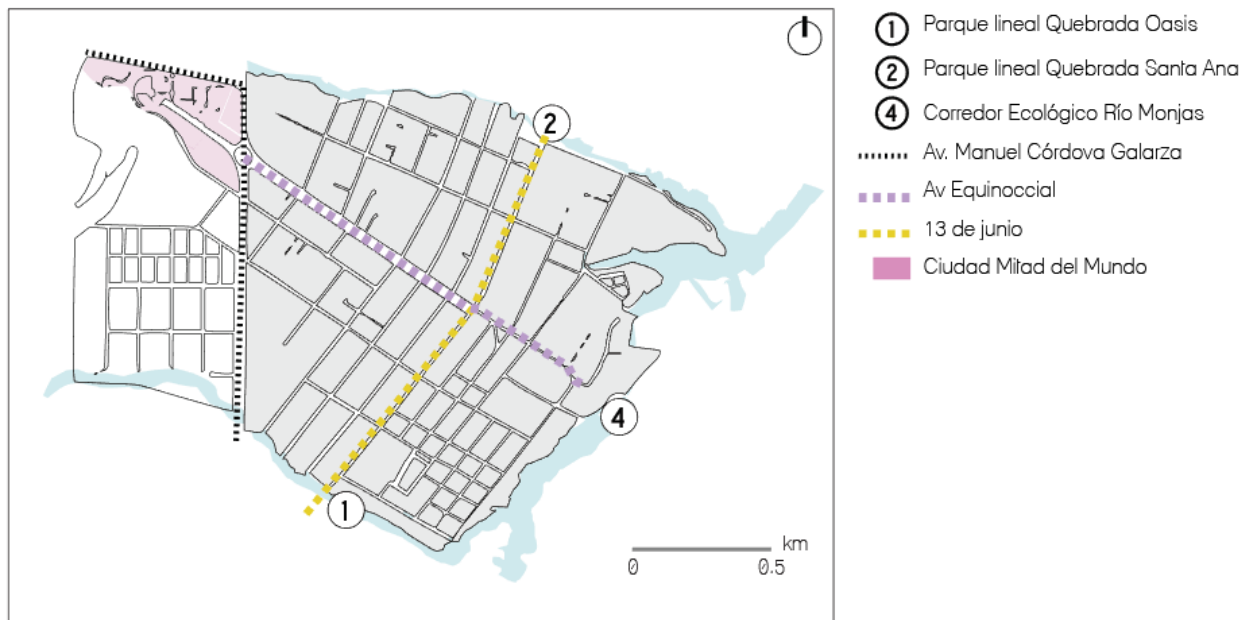 2
4
1
km
0
0.5
1 Parque lineal Quebrada Oasis
2 Parque lineal Quebrada Santa Ana
4 Corredor Ecológico Río Monjas
Av. Manuel Córdova Galarza
Av Equinoccial
13 de junio
Ciudad Mitad del Mundo